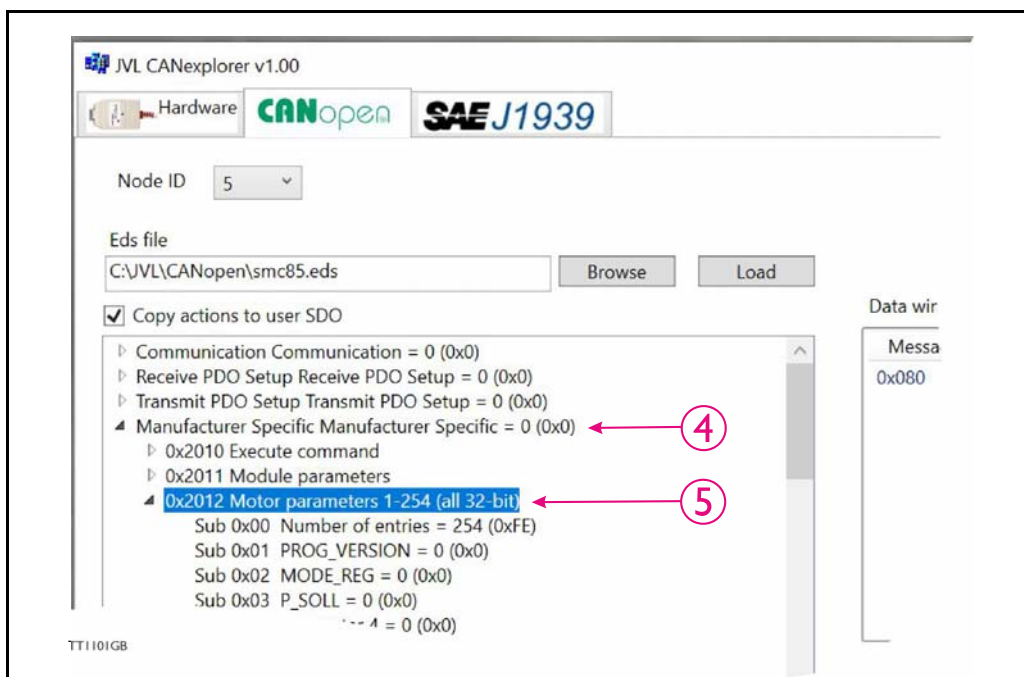 JVL CANexplorer v1.00
Hardware CANopen SAE J1939
Node ID 5
Eds file
C:\JVL\CANopen\smc85.eds Browse Load
Copy actions to user SDO
Data wir
Communication Communication = 0 (0x0)
Messa
Receive PDO Setup Receive PDO Setup = 0 (0x0)
0x080
Transmit PDO Setup Transmit PDO Setup = 0 (0x0)
Manufacturer Specific Manufacturer Specific = 0 (0x0) 4
0x2010 Execute command
0x2011 Module parameters
0x2012 Motor parameters 1-254 (all 32-bit) 5
Sub 0x00 Number of entries = 254 (0xFE)
Sub 0x01 PROG_VERSION = 0 (0x0)
Sub 0x02 MODE_REG = 0 (0x0)
Sub 0x03 P_SOLL = 0 (0x0)
4 = 0 (0x0)
TT1101GB